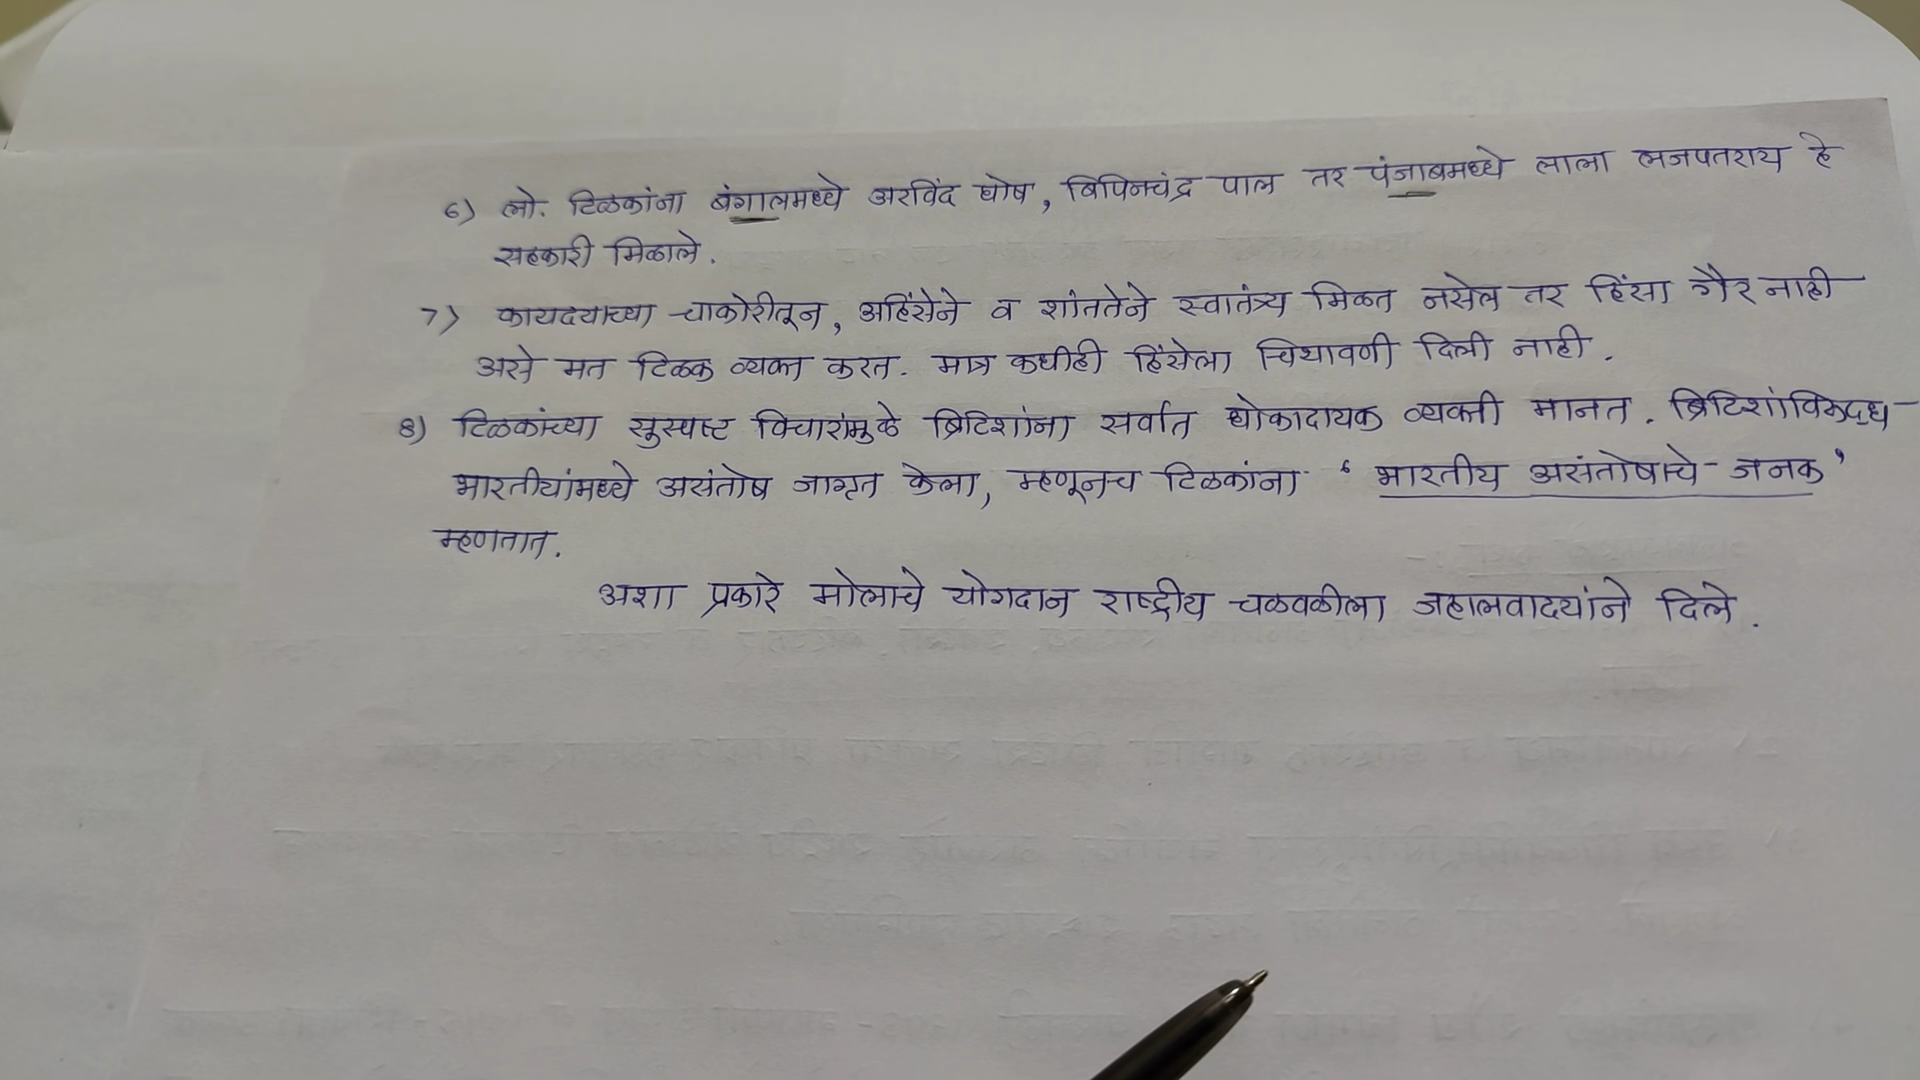 6) लो. टिळकांना बंगालमध्ये अरविंद घोष, बिपिनचंद्र पाल तर पंजाबमध्ये लाला लजपतराय हे
सहकारी मिळाले.
7) कायदयाच्या चाकोरीतून, अहिंसेने व शांततेने स्वातंत्र्य मिळत नसेल तर हिंसा गैर नाही
असे मत टिळक व्यक्त करत. मात्र कधीही हिंसेला चिथावणी दिली नाही.
8) टिळकांच्या सुस्पष्ट विचारांमुळे ब्रिटिशांना सर्वात धोकादायक व्यक्ती मानत. ब्रिटिशांविरुद्ध
भारतीयांमध्ये असंतोष जागृत केला, म्हणूनच टिळकांना 'भारतीय असंतोषाचे जनक'
म्हणतात.
अशा प्रकारे मोलाचे योगदान राष्ट्रीय चळवळीला जहालवादयांने दिले.